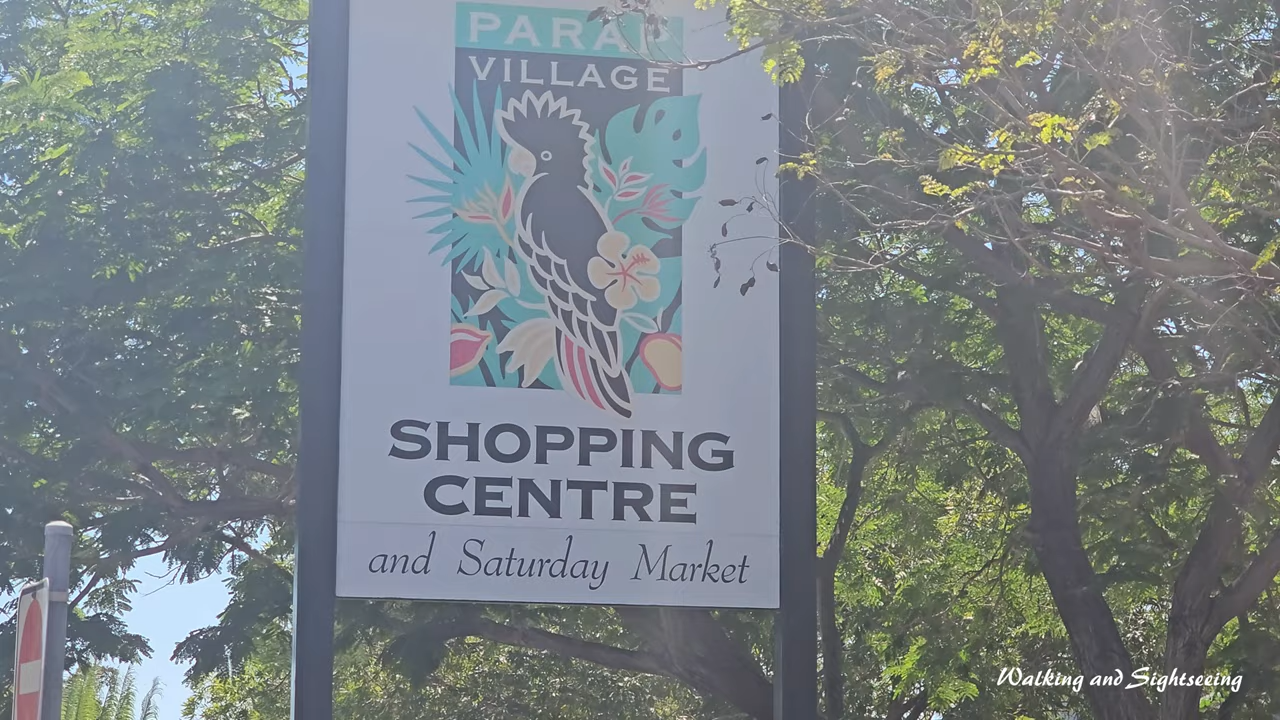 PARAP
VILLAGE
SHOPPING
CENTRE
and Saturday Market
Walking and Sightseeing